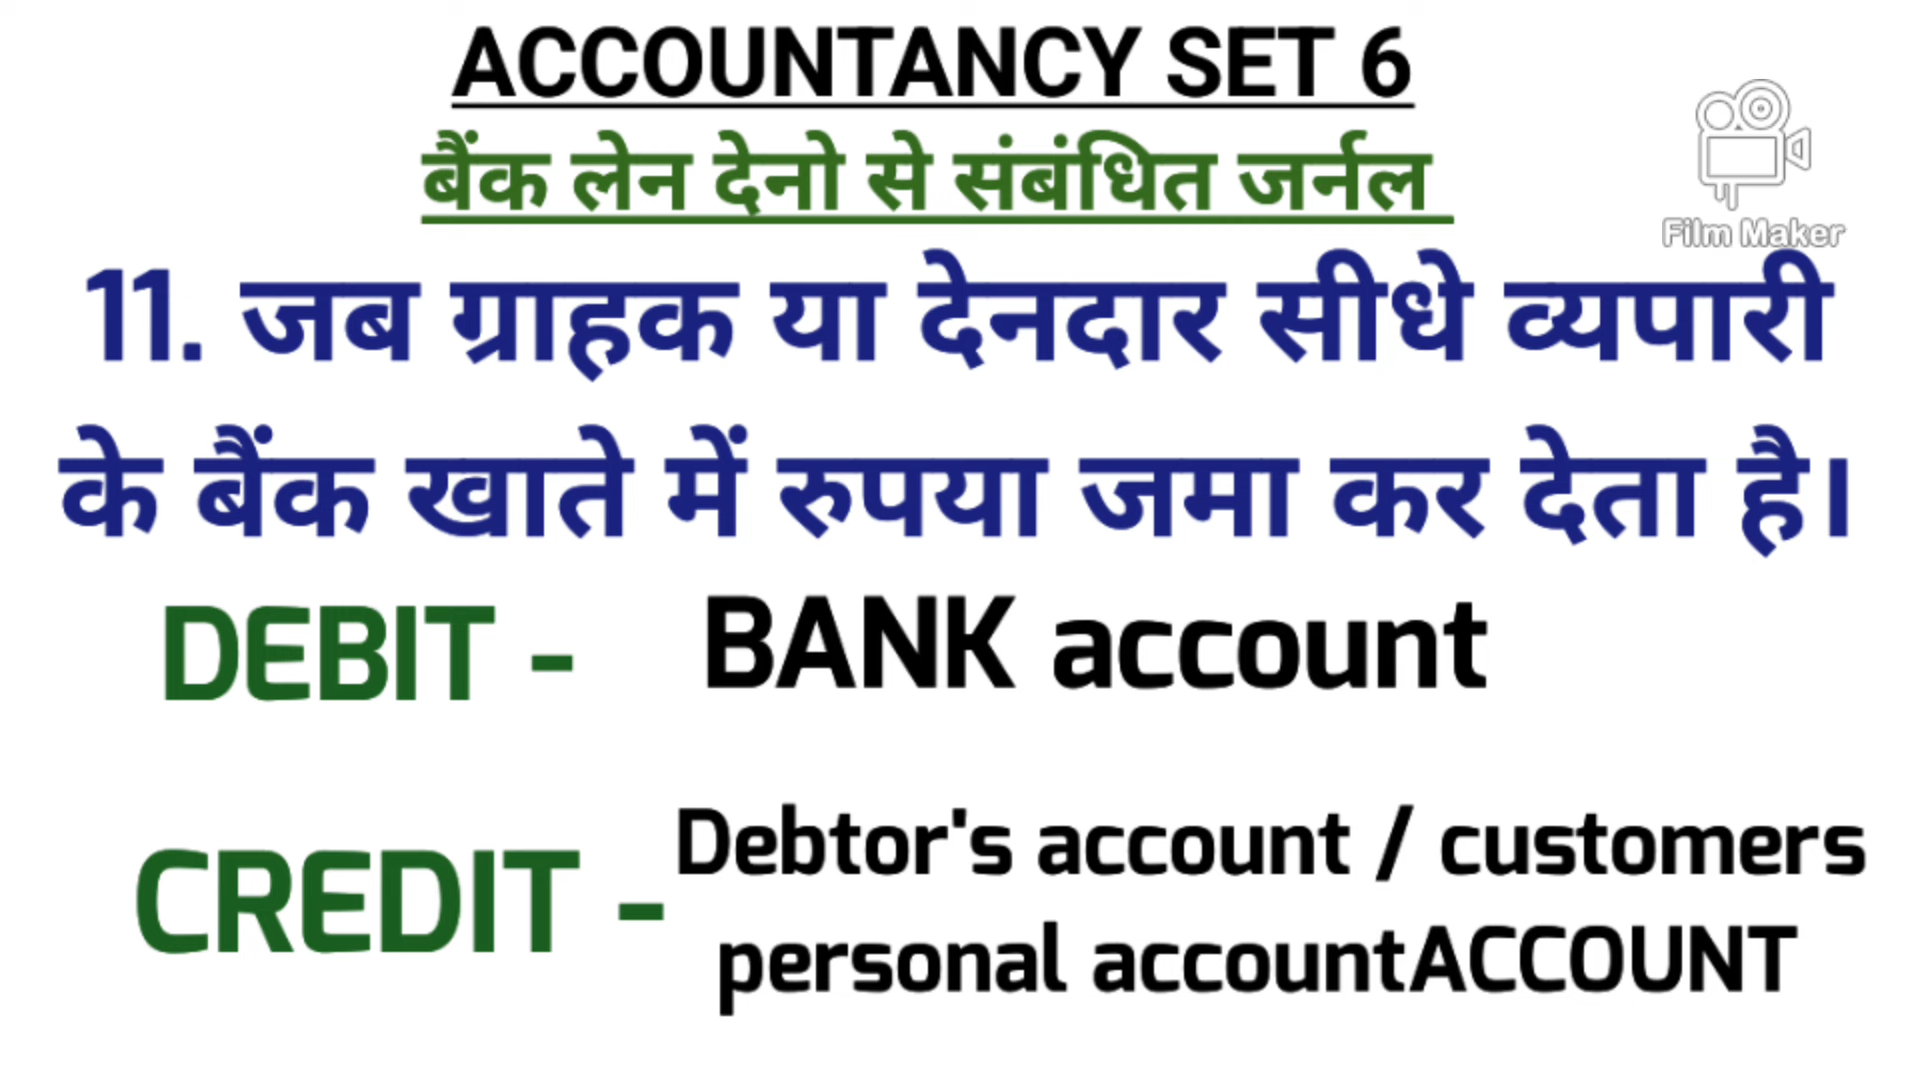 ACCOUNTANCY SET 6
बैंक लेन देनो से संबंधित जर्नल
Film Maker
11. जब ग्राहक या देनदार सीधे व्यपारी
के बैंक खाते में रुपया जमा कर देता है।
DEBIT - BANK account
CREDIT - Debtor's account / customers
personal accountACCOUNT